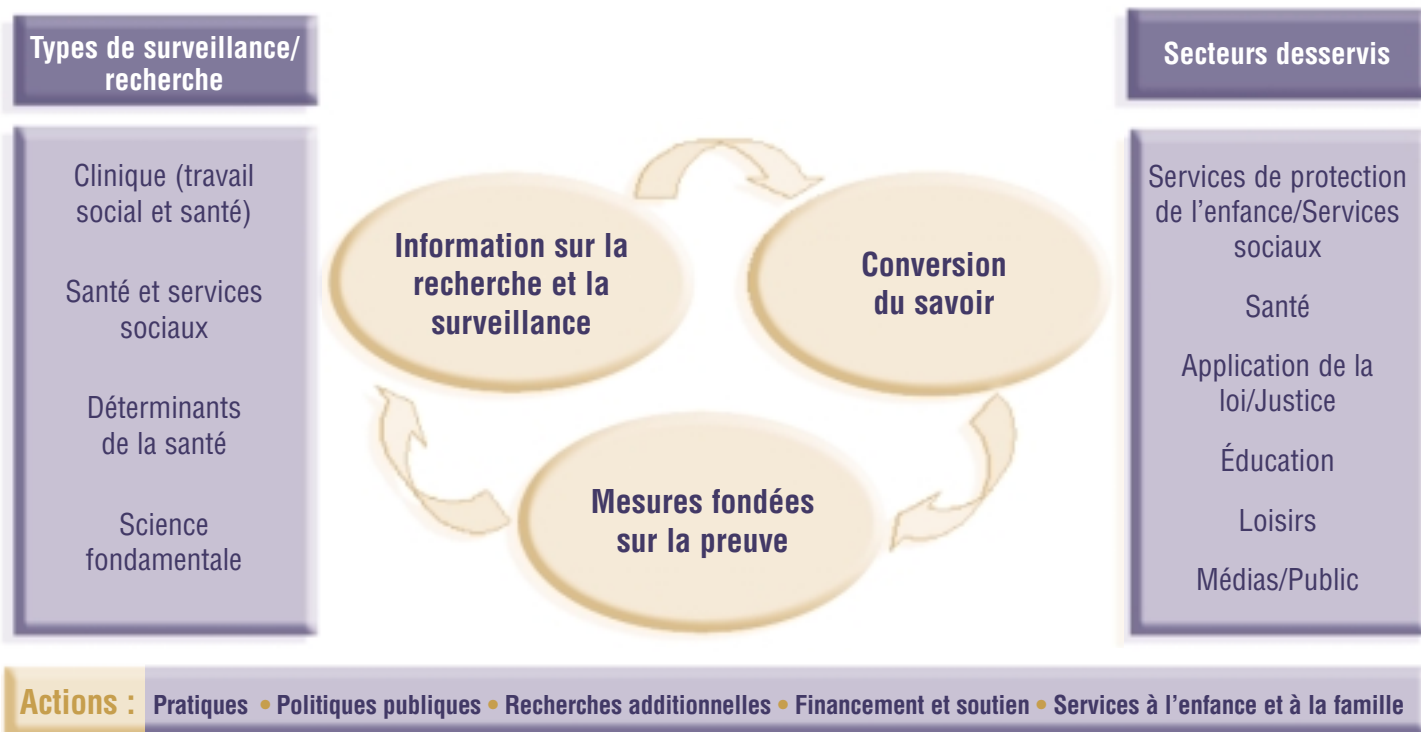 Types de surveillance/
recherche
Clinique (travail
social et santé)
Santé et services
sociaux
Déterminants
de la santé
Science
fondamentale
Information sur la
recherche et la
surveillance
Conversion
du savoir
Mesures fondées
sur la preuve
Secteurs desservis
Services de protection
de l'enfance/Services
sociaux
Santé
Application de la
loi/Justice
Éducation
Loisirs
Médias/Public
Actions : Pratiques • Politiques publiques • Recherches additionnelles • Financement et soutien • Services à l'enfance et à la famille